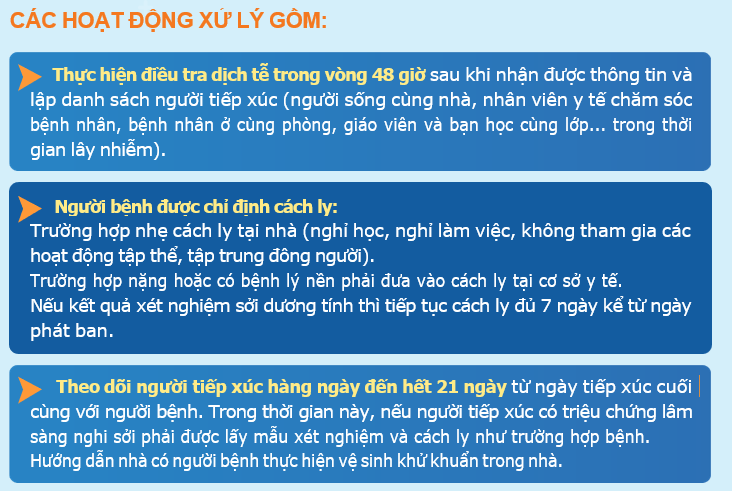 CÁC HOẠT ĐỘNG XỬ LÝ GỒM:
Thực hiện điều tra dịch tễ trong vòng 48 giờ sau khi nhận được thông tin và
lập danh sách người tiếp xúc (người sống cùng nhà, nhân viên y tế chăm sóc
bệnh nhân, bệnh nhân ở cùng phòng, giáo viên và bạn học cùng lớp... trong thời
gian lây nhiễm).
Người bệnh được chỉ định cách ly:
Trường hợp nhẹ cách ly tại nhà (nghỉ học, nghỉ làm việc, không tham gia các
hoạt động tập thể, tập trung đông người).
Trường hợp nặng hoặc có bệnh lý nền phải đưa vào cách ly tại cơ sở y tế.
Nếu kết quả xét nghiệm sởi dương tính thì tiếp tục cách ly đủ 7 ngày kể từ ngày
phát ban.
Theo dõi người tiếp xúc hàng ngày đến hết 21 ngày từ ngày tiếp xúc cuối
cùng với người bệnh. Trong thời gian này, nếu người tiếp xúc có triệu chứng lâm
sàng nghi sởi phải được lấy mẫu xét nghiệm và cách ly như trường hợp bệnh.
Hướng dẫn nhà có người bệnh thực hiện vệ sinh khử khuẩn trong nhà.